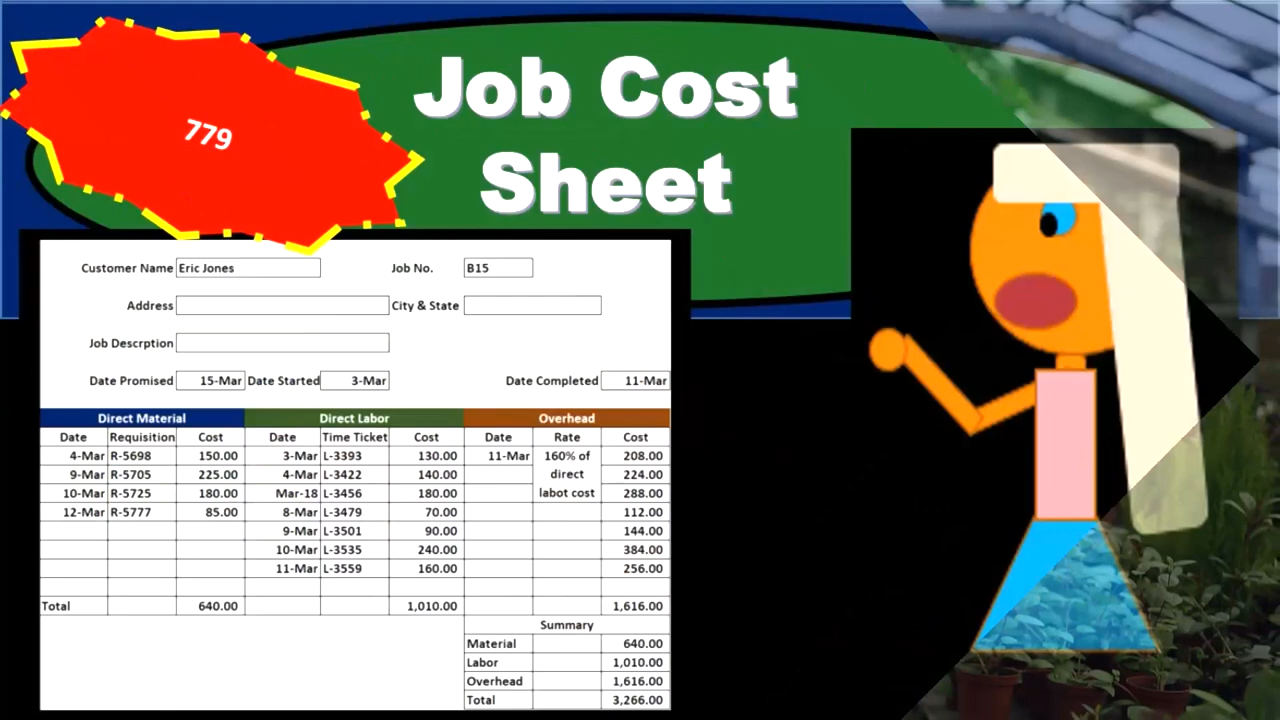 779
Job Cost
Sheet
Customer Name Eric Jones Job No. B15
Address City & State
Job Descrption
Date Promised 15-Mar Date Started 3-Mar Date Completed 11-Mar
Direct Material Direct Labor Overhead
Date Requisition Cost Date Time Ticket Cost Date Rate Cost
4-Mar R-5698 150.00 3-Mar L-3393 130.00 11-Mar 160% of 208.00
9-Mar R-5705 225.00 4-Mar L-3422 140.00 direct 224.00
10-Mar R-5725 180.00 Mar-18 L-3456 180.00 labot cost 288.00
12-Mar R-5777 85.00 8-Mar L-3479 70.00 112.00
9-Mar L-3501 90.00 144.00
10-Mar L-3535 240.00 384.00
11-Mar L-3559 160.00 256.00
Total 640.00 1,010.00 1,616.00
Summary
Material 640.00
Labor 1,010.00
Overhead 1,616.00
Total 3,266.00